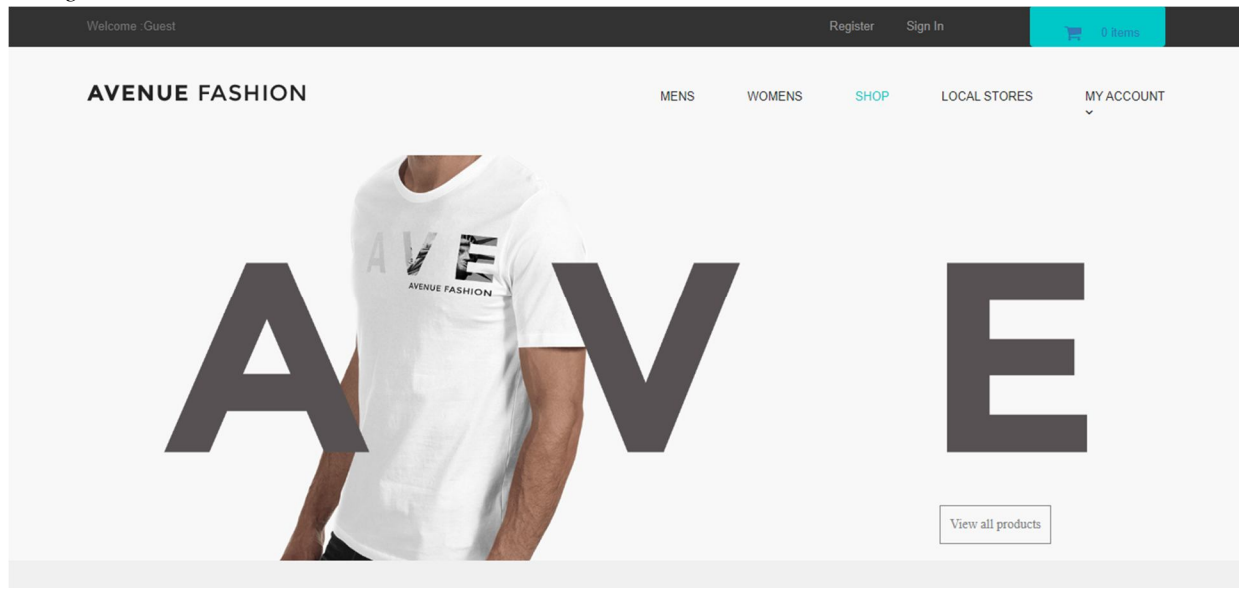 Welcome :Guest
Register
Sign In
0 items
AVENUE FASHION
MENS
WOMENS
SHOP
LOCAL STORES
MY ACCOUNT
AVE
AVENUE FASHION
A V E
View all products